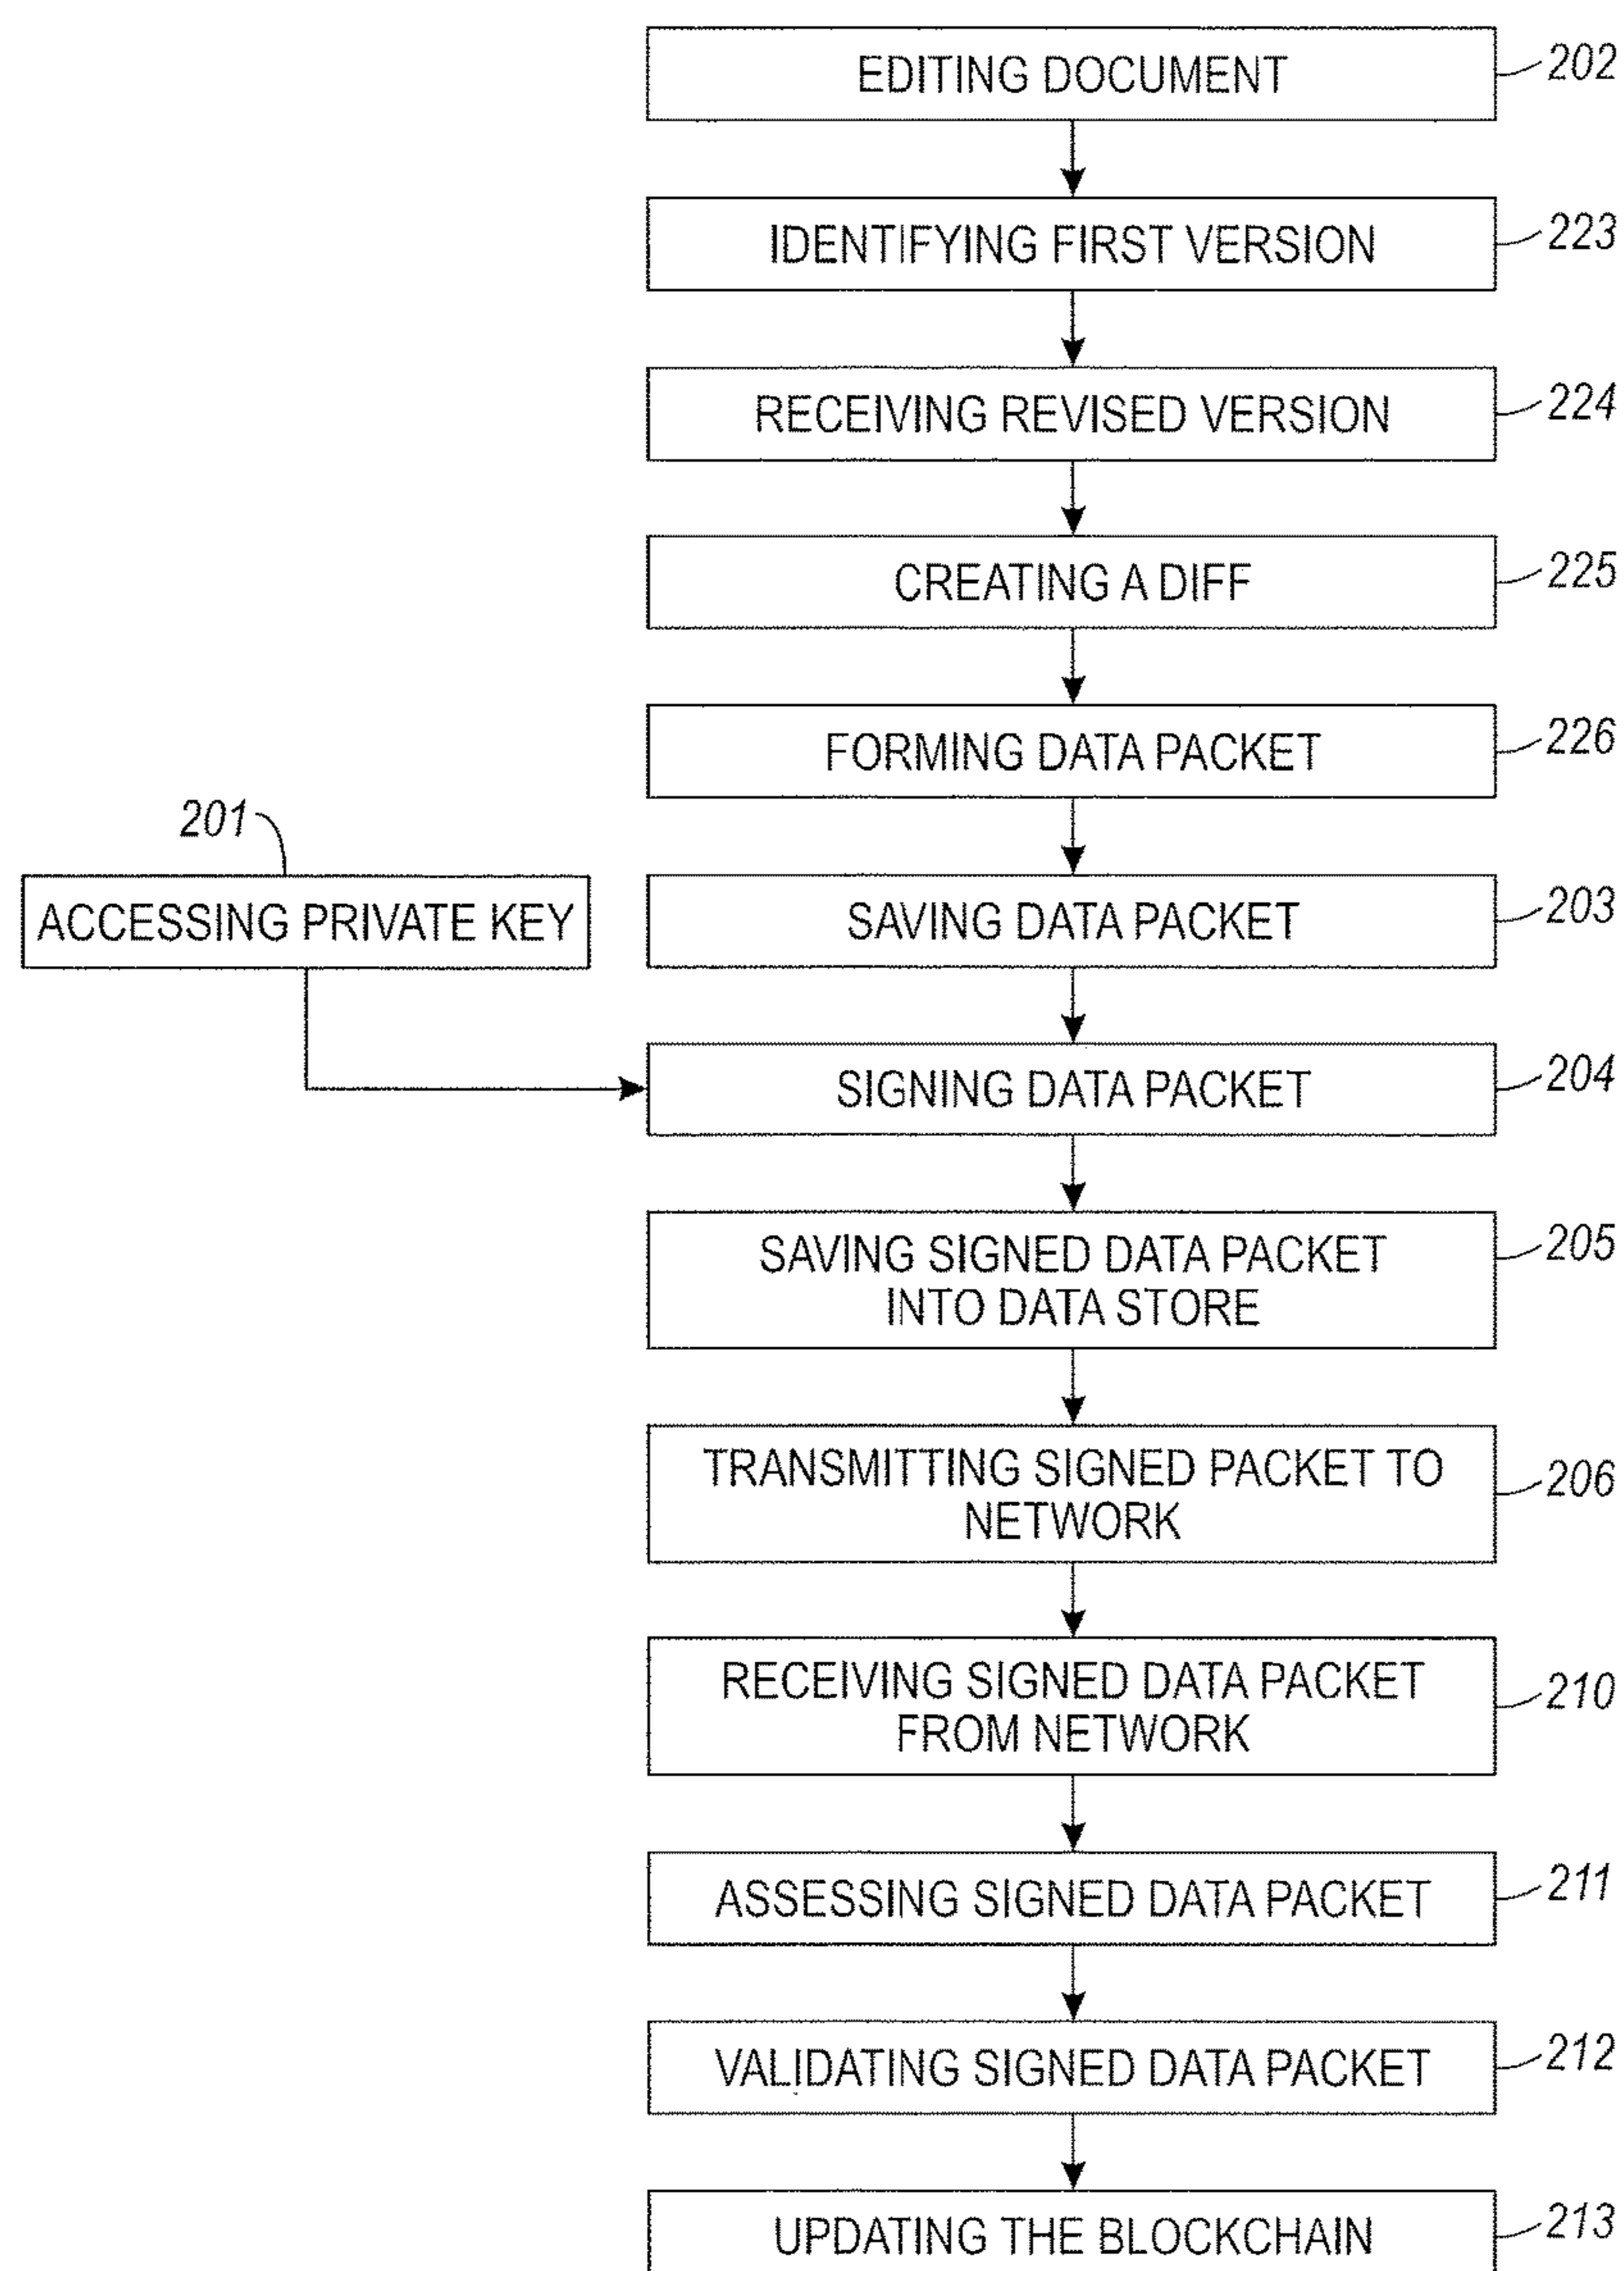 EDITING DOCUMENT
202
IDENTIFYING FIRST VERSION
223
RECEIVING REVISED VERSION
224
CREATING A DIFF
225
FORMING DATA PACKET
226
201
ACCESSING PRIVATE KEY
SAVING DATA PACKET
203
SIGNING DATA PACKET
204
SAVING SIGNED DATA PACKET
INTO DATA STORE
205
TRANSMITTING SIGNED PACKET TO
NETWORK
206
RECEIVING SIGNED DATA PACKET
FROM NETWORK
210
ASSESSING SIGNED DATA PACKET
211
VALIDATING SIGNED DATA PACKET
212
UPDATING THE BLOCKCHAIN
213